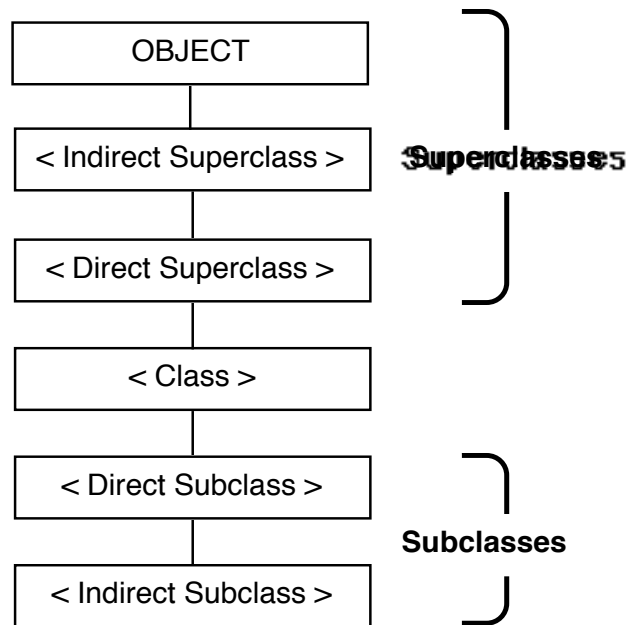 OBJECT
< Indirect Superclass >
Superclasses
< Direct Superclass >
< Class >
< Direct Subclass >
Subclasses
< Indirect Subclass >